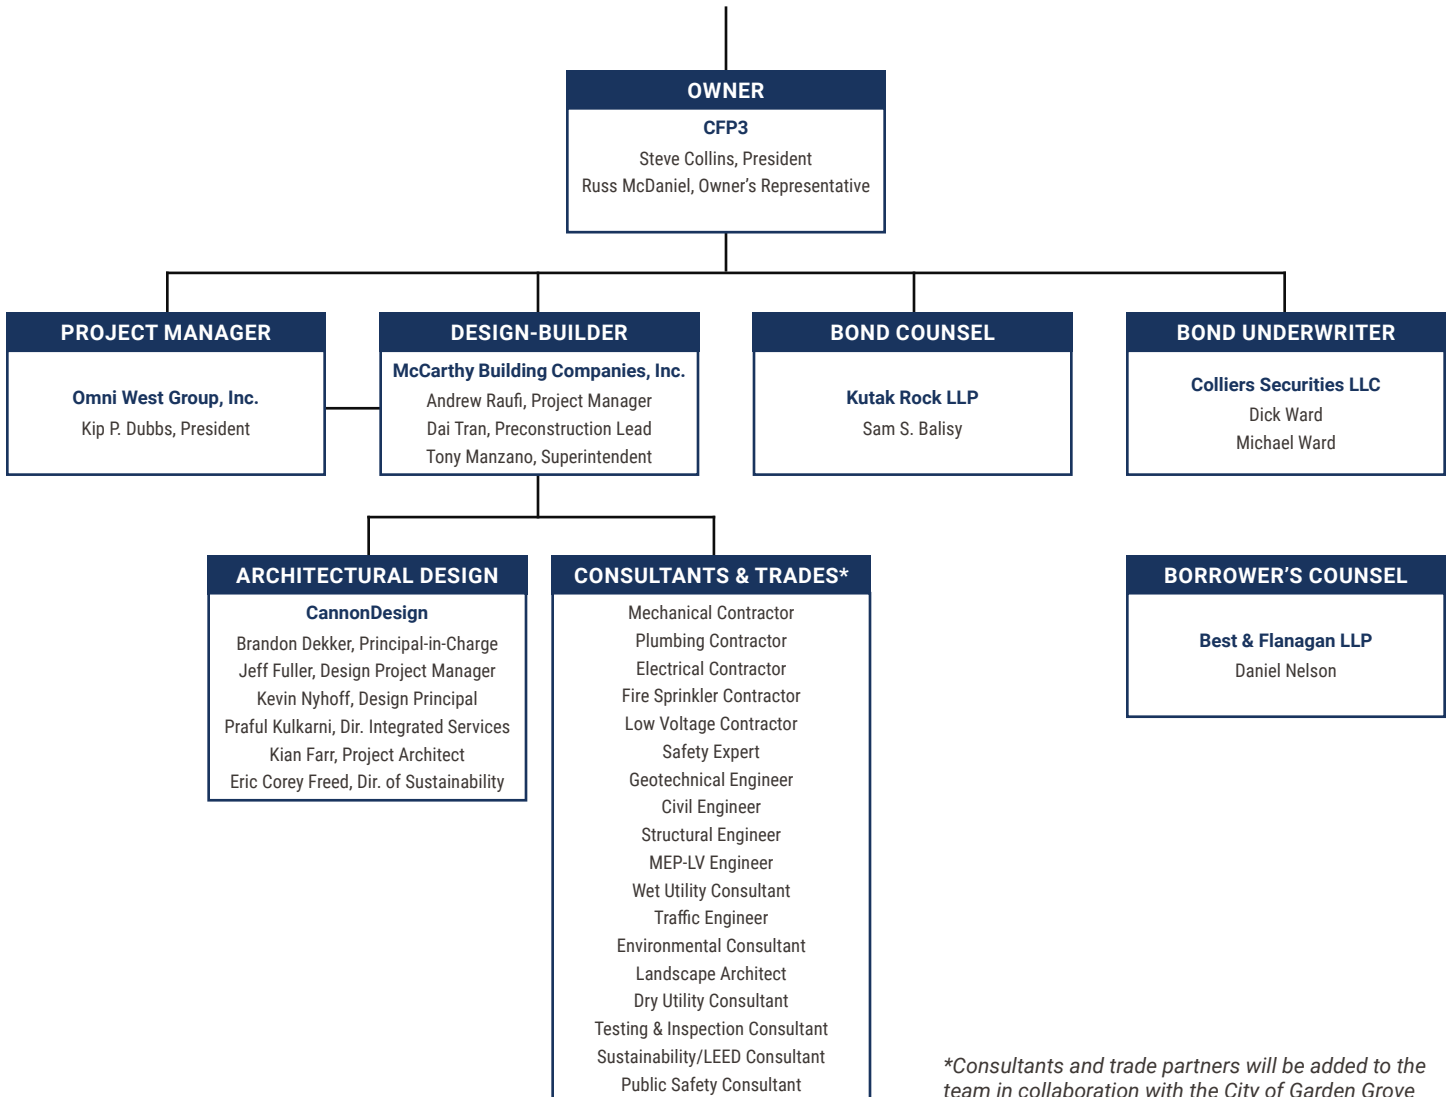 OWNER
CFP3
Steve Collins, President
Russ McDaniel, Owner's Representative
PROJECT MANAGER
Omni West Group, Inc.
Kip P. Dubbs, President
DESIGN-BUILDER
McCarthy Building Companies, Inc.
Andrew Raufi, Project Manager
Dai Tran, Preconstruction Lead
Tony Manzano, Superintendent
BOND COUNSEL
Kutak Rock LLP
Sam S. Balisy
BOND UNDERWRITER
Colliers Securities LLC
Dick Ward
Michael Ward
ARCHITECTURAL DESIGN
CannonDesign
Brandon Dekker, Principal-in-Charge
Jeff Fuller, Design Project Manager
Kevin Nyhoff, Design Principal
Praful Kulkarni, Dir. Integrated Services
Kian Farr, Project Architect
Eric Corey Freed, Dir. of Sustainability
CONSULTANTS & TRADES*
Mechanical Contractor
Plumbing Contractor
Electrical Contractor
Fire Sprinkler Contractor
Low Voltage Contractor
Safety Expert
Geotechnical Engineer
Civil Engineer
Structural Engineer
MEP-LV Engineer
Wet Utility Consultant
Traffic Engineer
Environmental Consultant
Landscape Architect
Dry Utility Consultant
Testing & Inspection Consultant
Sustainability/LEED Consultant
Public Safety Consultant
BORROWER'S COUNSEL
Best & Flanagan LLP
Daniel Nelson
*Consultants and trade partners will be added to the
team in collaboration with the City of Garden Grove